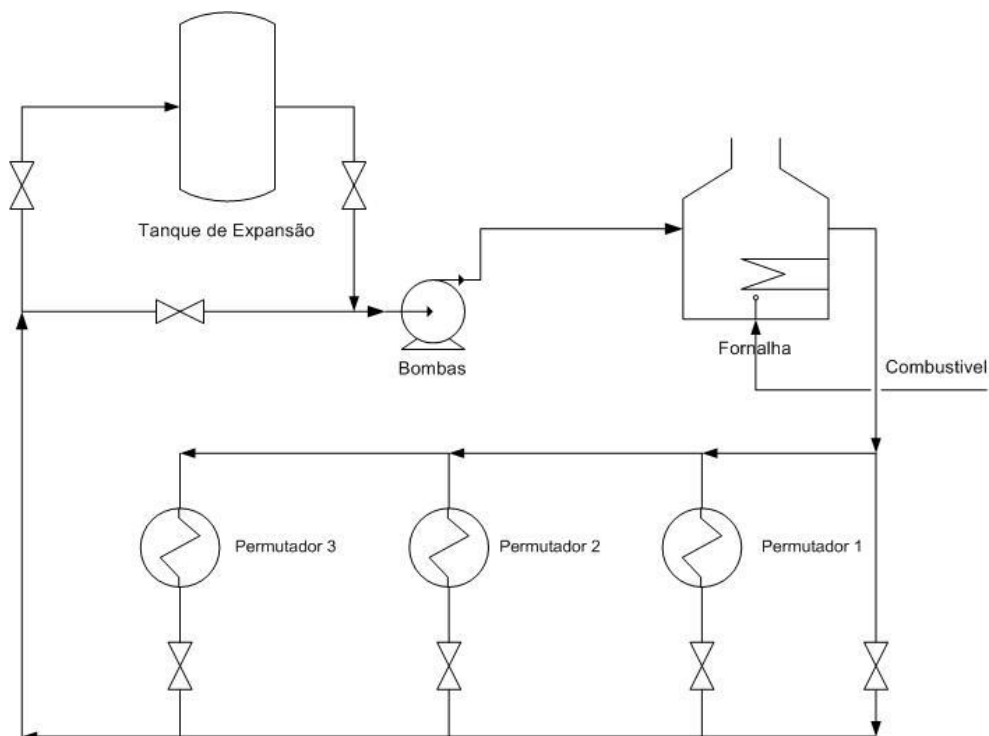 Tanque de Expansão
Bombas
Fornalha
Combustivel
Permutador 3
Permutador 2
Permutador 1